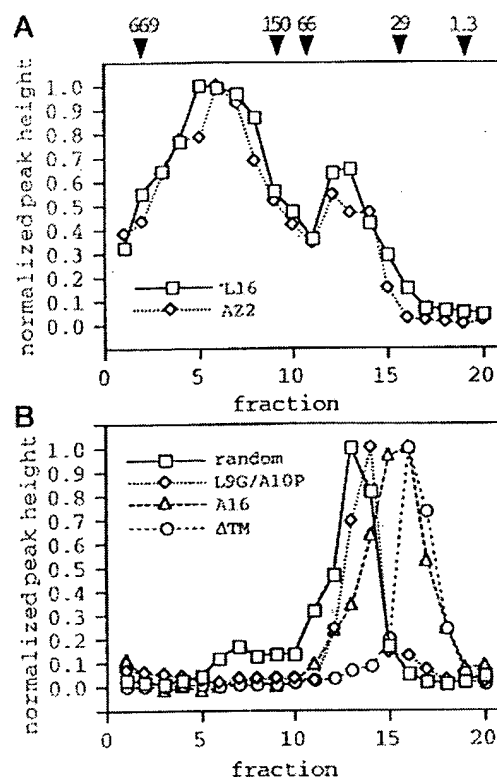 A
669 150 66 29 1.3
1.0
0.9
0.8
0.7
0.6
0.5
0.4
0.3
0.2
0.1
0.0
normalized peak height
L16
AZ2
0 5 10 15 20
fraction
B
1.0
0.9
0.8
0.7
0.6
0.5
0.4
0.3
0.2
0.1
0.0
normalized peak height
random
L9G/A10P
A16
ΔTM
0 5 10 15 20
fraction